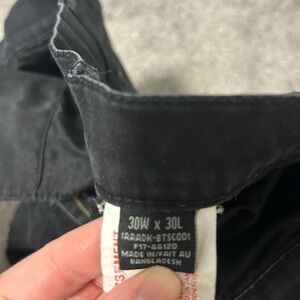 30W x 30L
IAAADK-BTSC001
F17-AG120
MADE IN/FAIT AU
BANGLADESH